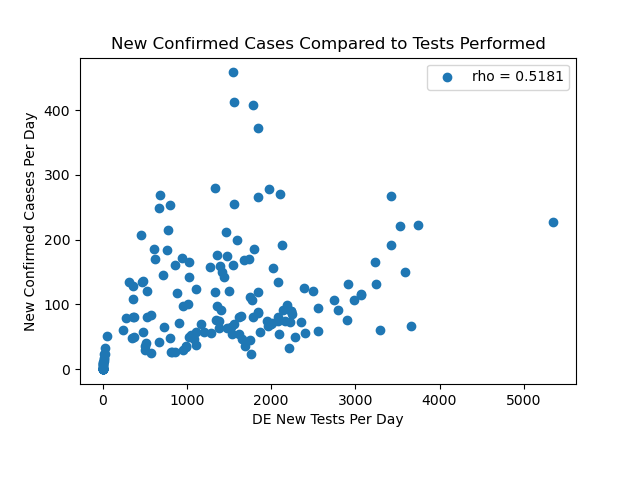 New Confirmed Cases Compared to Tests Performed
rho = 0.5181
New Confirmed Caeses Per Day
400
300
200
100
0
0 1000 2000 3000 4000 5000
DE New Tests Per Day